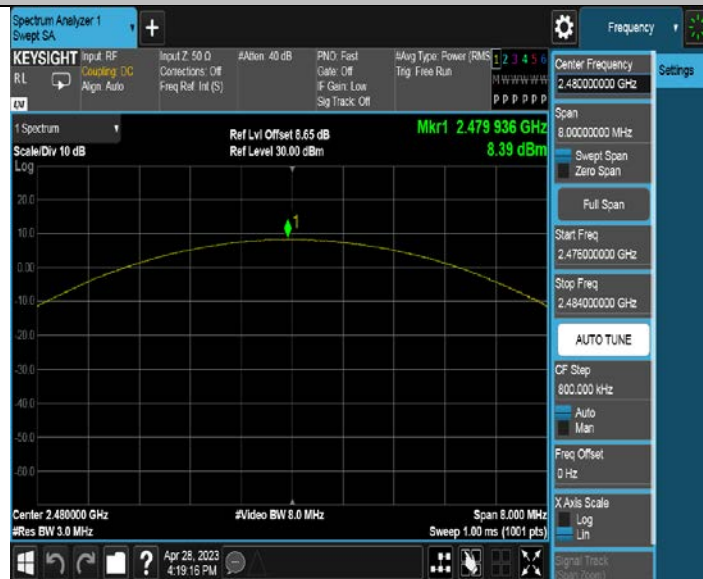 Spectrum Analyzer 1
Swept SA
+
Frequency
KEYSIGHT
RL
Input: RF
Coupling: DC
Align: Auto
Input Z: 50 Ω
Corrections: Off
Freq Ref: Int (S)
#Atten: 40 dB
PNO: Fast
Gate: Off
IF Gain: Low
Sig Track: Off
#Avg Type: Power (RMS
Trig: Free Run
1 2 3 4 5 6
M W W W W W
P P P P P P
Center Frequency
2.480000000 GHz
Settings
Span
8.00000000 MHz
Swept Span
Zero Span
Full Span
Start Freq
2.476000000 GHz
Stop Freq
2.484000000 GHz
AUTO TUNE
CF Step
800.000 kHz
Auto
Man
Freq Offset
0 Hz
X Axis Scale
Log
Lin
Signal Track
(Span Zoom)
1 Spectrum
Scale/Div 10 dB
Log
Ref Lvl Offset 8.65 dB
Ref Level 30.00 dBm
Mkr1 2.479 936 GHz
8.39 dBm
1
20.0
10.0
0.00
-10.0
-20.0
-30.0
-40.0
-50.0
-60.0
Center 2.480000 GHz
#Res BW 3.0 MHz
#Video BW 8.0 MHz
Span 8.000 MHz
Sweep 1.00 ms (1001 pts)
?
Apr 28, 2023
4:19:16 PM